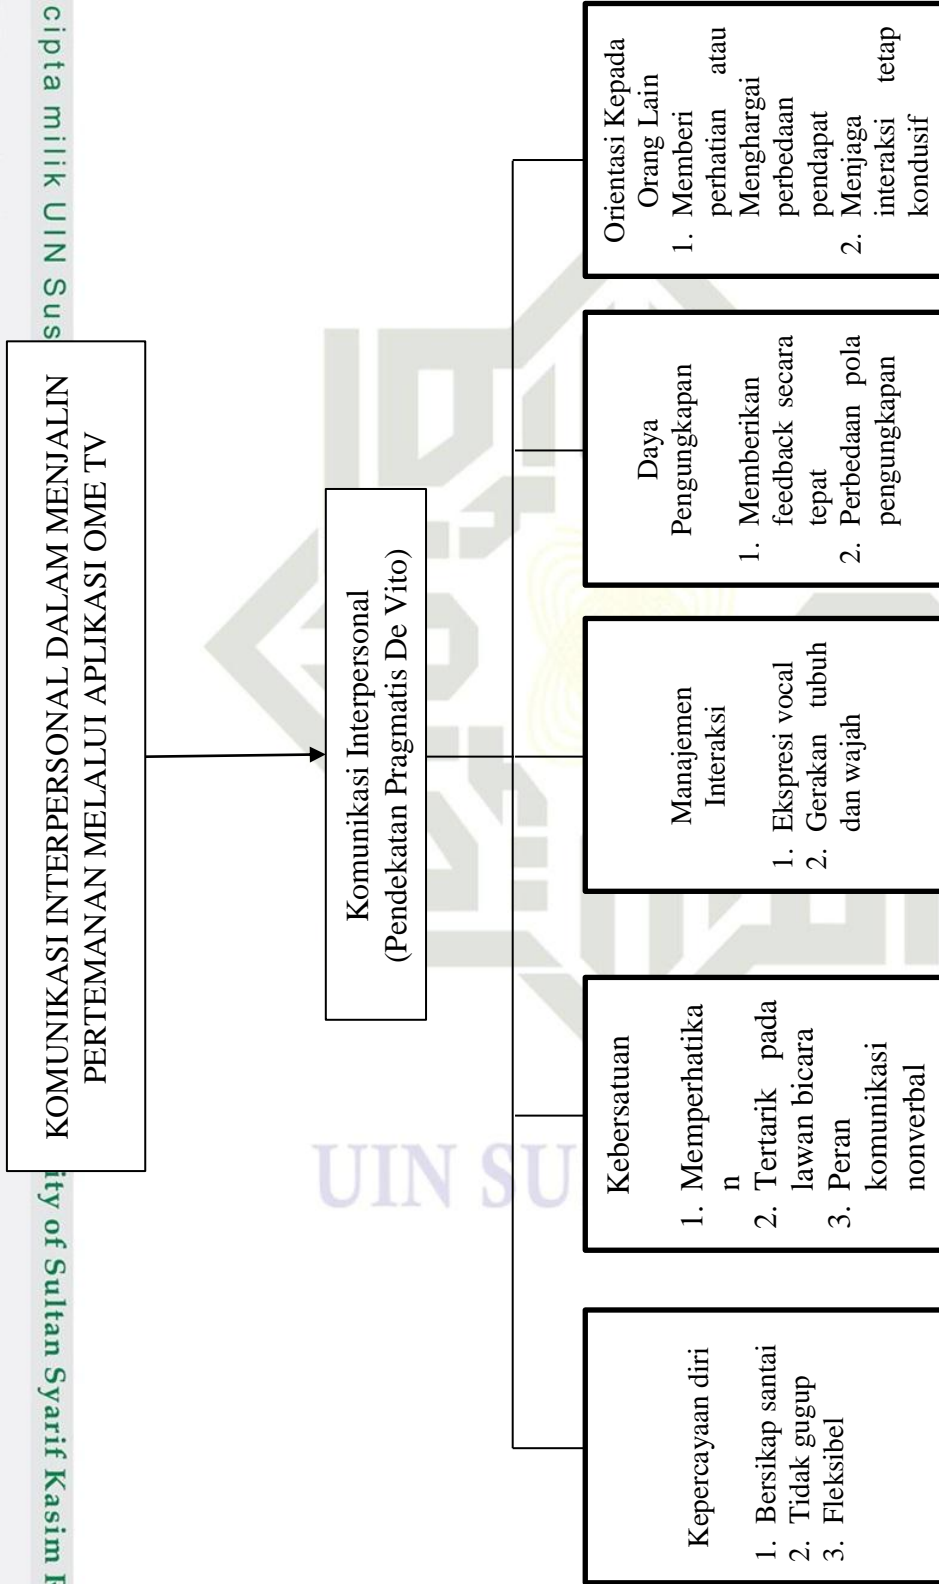 cipta milik UIN Sus
KOMUNIKASI INTERPERSONAL DALAM MENJALIN
PERTEMANAN MELALUI APLIKASI OME TV
Komunikasi Interpersonal
(Pendekatan Pragmatis De Vito)
Kepercayaan diri
1. Bersikap santai
2. Tidak gugup
3. Fleksibel
Kebersatuan
1. Memperhatika
n
2. Tertarik pada
lawan bicara
3. Peran
komunikasi
nonverbal
Manajemen
Interaksi
1. Ekspresi vocal
2. Gerakan tubuh
dan wajah
Daya
Pengungkapan
1. Memberikan
feedback secara
tepat
2. Perbedaan pola
pengungkapan
Orientasi Kepada
Orang Lain
1. Memberi
perhatian atau
Menghargai
perbedaan
pendapat
2. Menjaga
interaksi tetap
kondusif
UIN SU
ity of Sultan Syarif Kasim